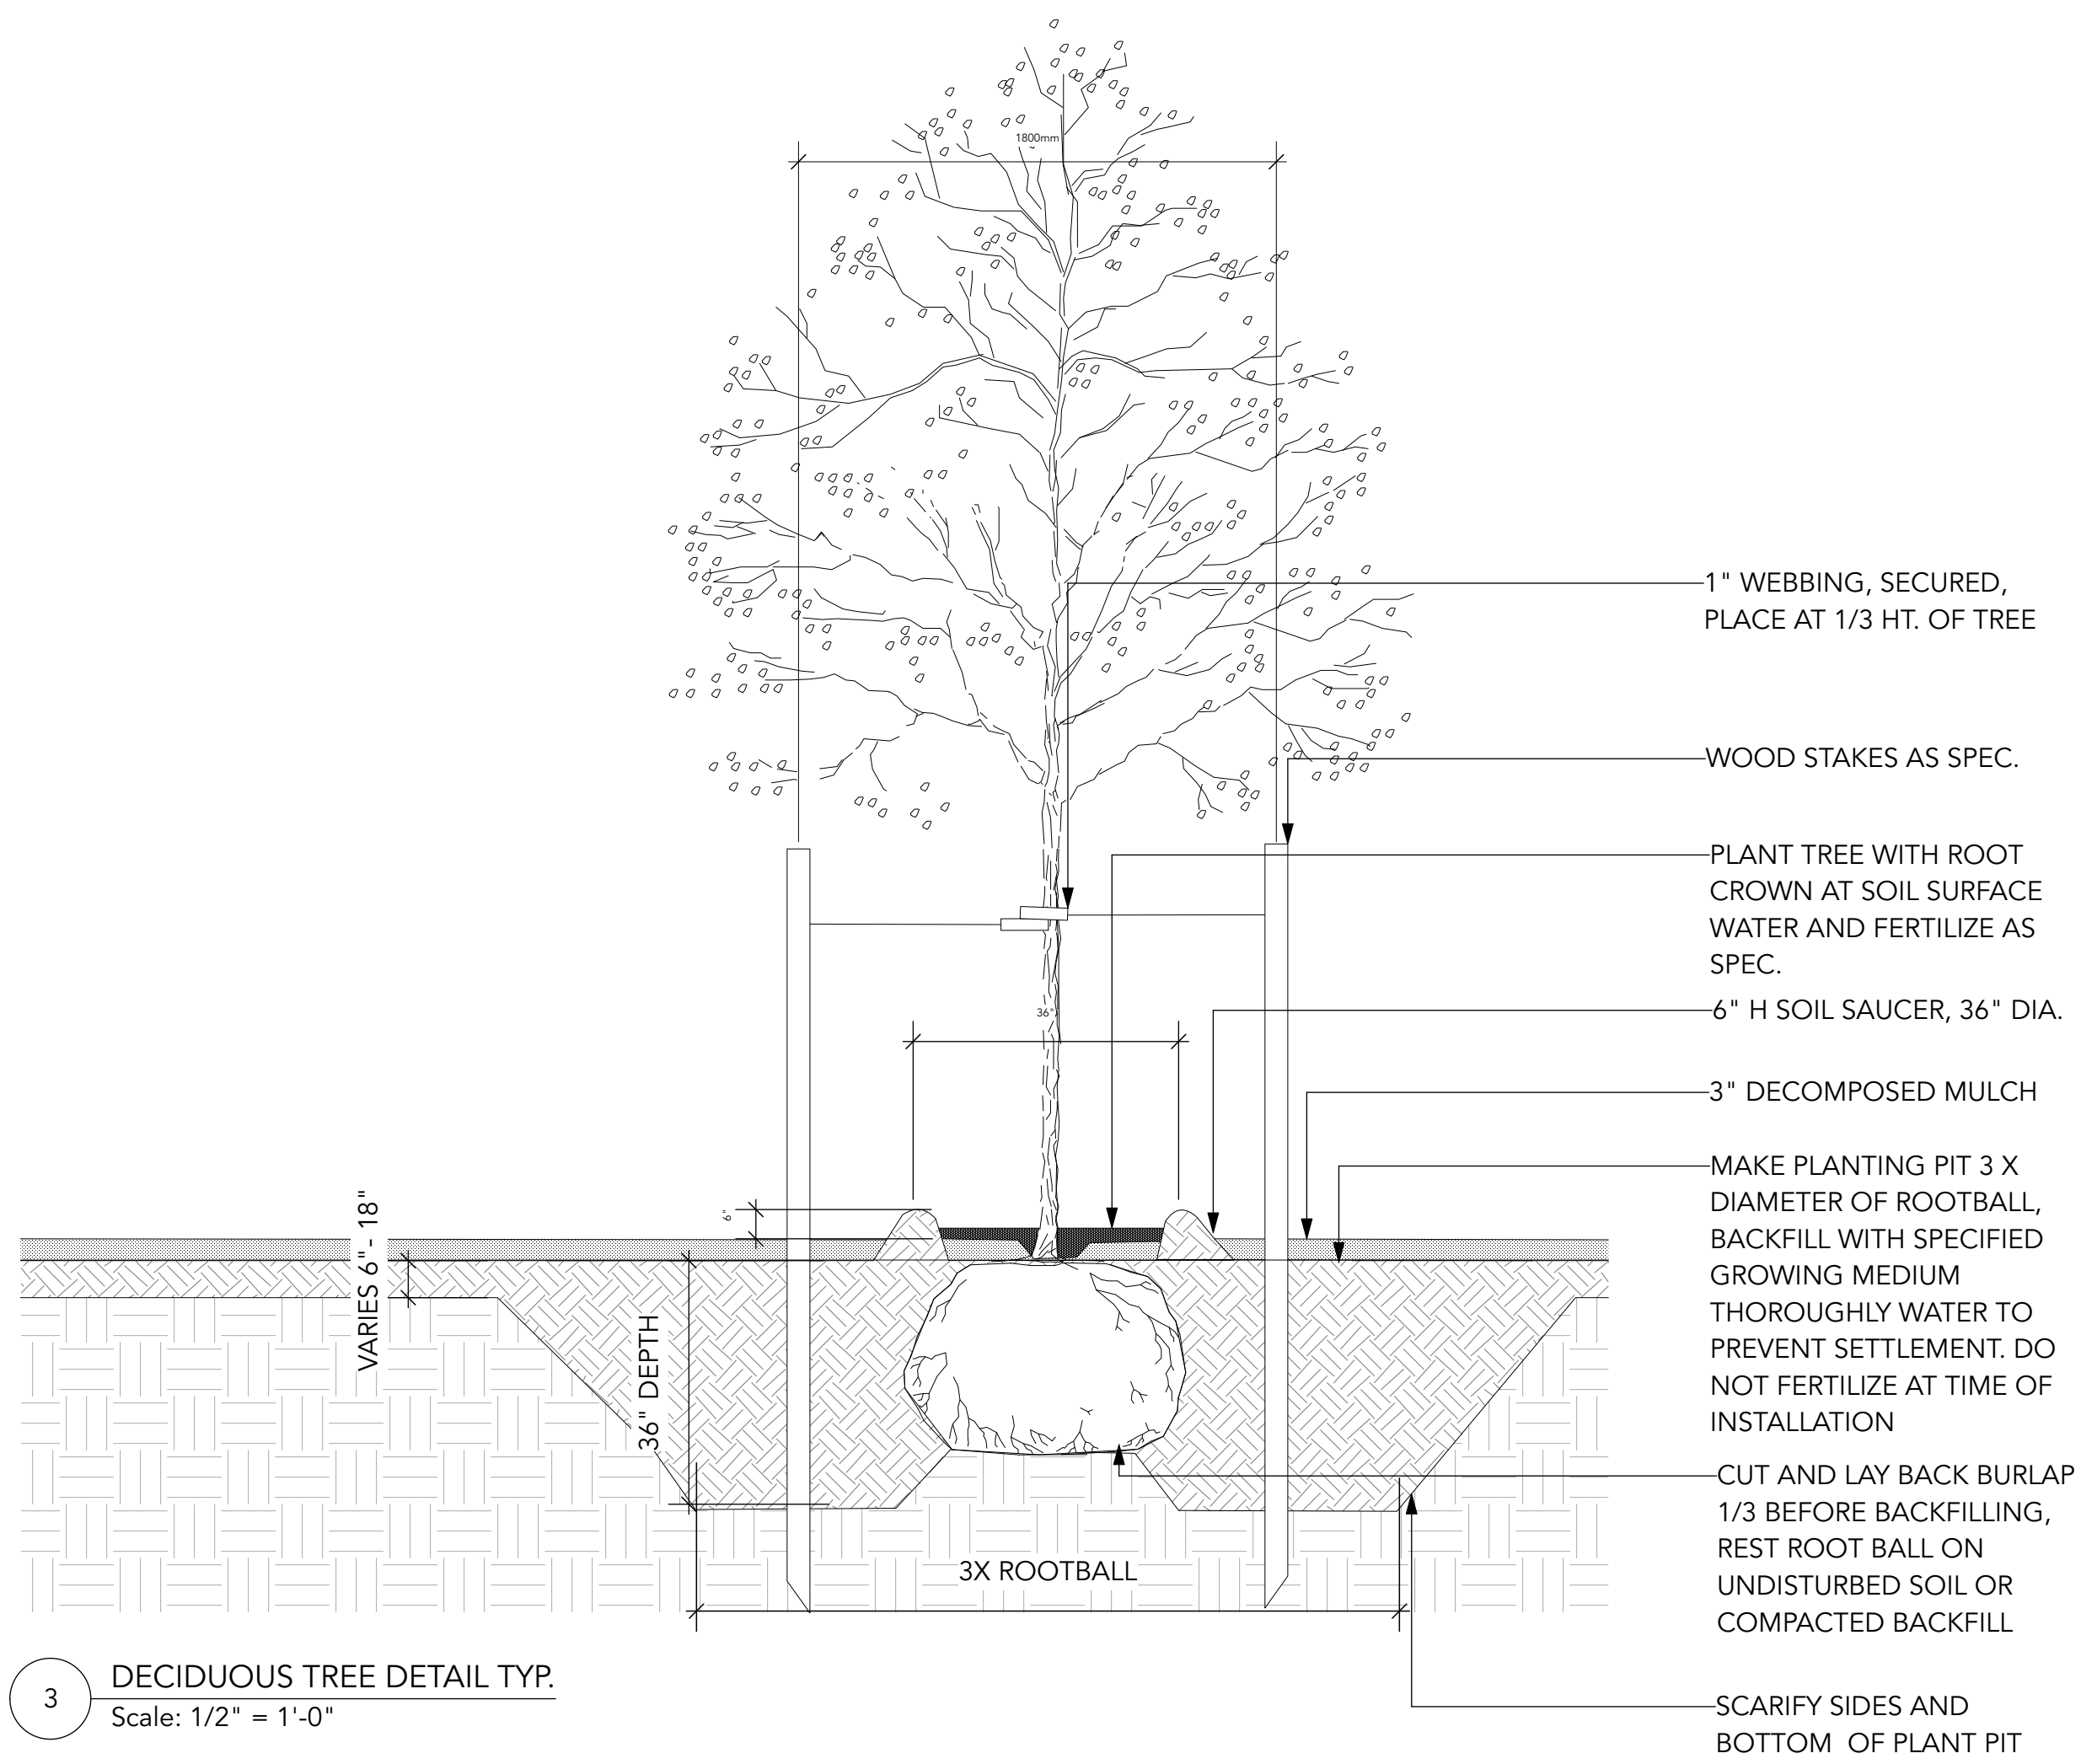 1800mm
1" WEBBING, SECURED,
PLACE AT 1/3 HT. OF TREE
WOOD STAKES AS SPEC.
PLANT TREE WITH ROOT
CROWN AT SOIL SURFACE
WATER AND FERTILIZE AS
SPEC.
36"
6" H SOIL SAUCER, 36" DIA.
3" DECOMPOSED MULCH
6"
VARIES 6" - 18"
MAKE PLANTING PIT 3 X
DIAMETER OF ROOTBALL,
BACKFILL WITH SPECIFIED
GROWING MEDIUM
THOROUGHLY WATER TO
PREVENT SETTLEMENT. DO
NOT FERTILIZE AT TIME OF
INSTALLATION
36" DEPTH
CUT AND LAY BACK BURLAP
1/3 BEFORE BACKFILLING,
REST ROOT BALL ON
UNDISTURBED SOIL OR
COMPACTED BACKFILL
3X ROOTBALL
SCARIFY SIDES AND
BOTTOM OF PLANT PIT
3
DECIDUOUS TREE DETAIL TYP.
Scale: 1/2" = 1'-0"